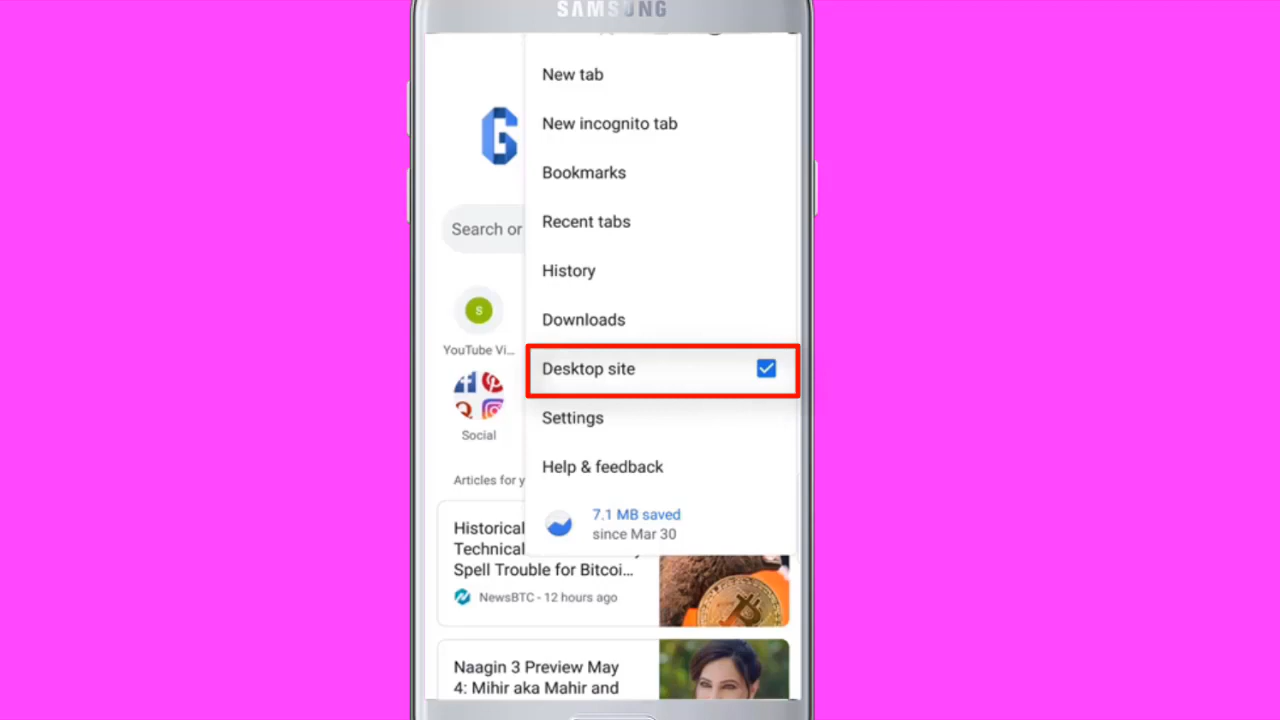 SAMSUNG
New tab
New incognito tab
Bookmarks
Recent tabs
Search or
History
Downloads
S
YouTube Vi...
Desktop site
Settings
Social
Help & feedback
Articles for y
7.1 MB saved
since Mar 30
Historical
Technical
Spell Trouble for Bitcoi...
NewsBTC - 12 hours ago
Naagin 3 Preview May
4: Mihir aka Mahir and